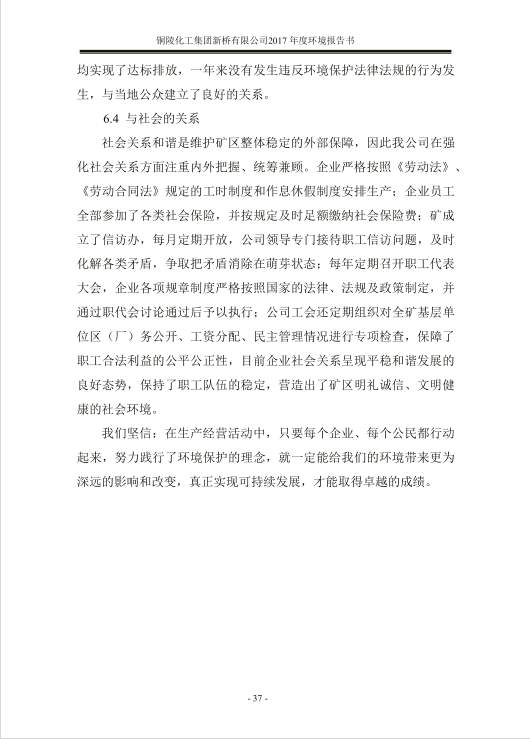 铜陵化工集团新桥有限公司2017 年度环境报告书
均实现了达标排放，一年来没有发生违反环境保护法律法规的行为发
生，与当地公众建立了良好的关系。
6.4 与社会的关系
社会关系和谐是维护矿区整体稳定的外部保障，因此我公司在强
化社会关系方面注重内外把握、统筹兼顾。企业严格按照《劳动法》、
《劳动合同法》规定的工时制度和作息休假制度安排生产；企业员工
全部参加了各类社会保险，并按规定及时足额缴纳社会保险费；矿成
立了信访办，每月定期开放，公司领导专门接待职工信访问题，及时
化解各类矛盾，争取把矛盾消除在萌芽状态；每年定期召开职工代表
大会，企业各项规章制度严格按照国家的法律、法规及政策制定，并
通过职代会讨论通过后予以执行；公司工会还定期组织对全矿基层单
位区（厂）务公开、工资分配、民主管理情况进行专项检查，保障了
职工合法利益的公平公正性，目前企业社会关系呈现平稳和谐发展的
良好态势，保持了职工队伍的稳定，营造出了矿区明礼诚信、文明健
康的社会环境。
我们坚信：在生产经营活动中，只要每个企业、每个公民都行动
起来，努力践行了环境保护的理念，就一定能给我们的环境带来更为
深远的影响和改变，真正实现可持续发展，才能取得卓越的成绩。
- 37 -